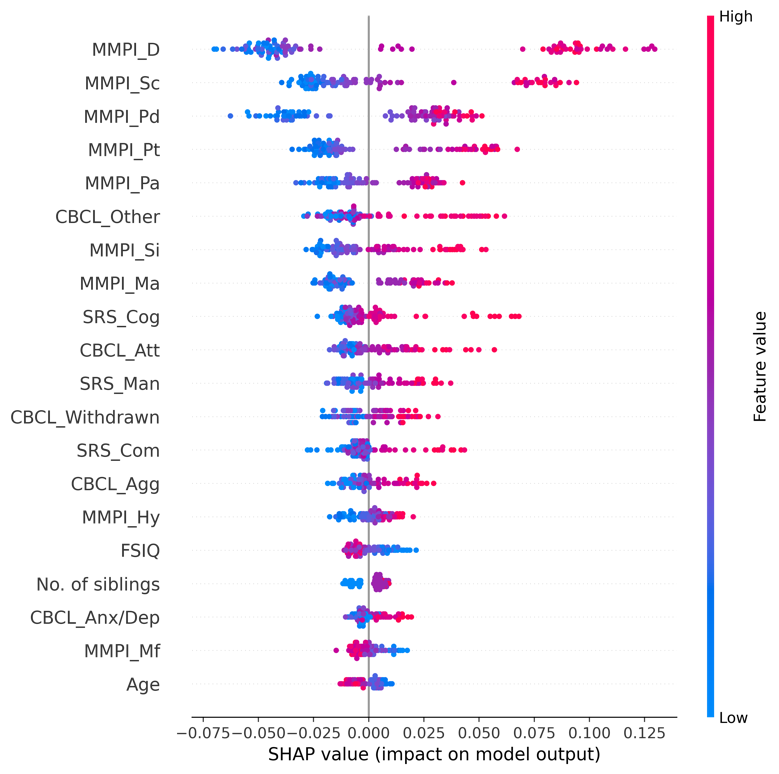 High
MMPI_D
MMPI_Sc
MMPI_Pd
MMPI_Pt
MMPI_Pa
CBCL_Other
MMPI_Si
MMPI_Ma
SRS_Cog
CBCL_Att
SRS_Man
CBCL_Withdrawn
SRS_Com
CBCL_Agg
MMPI_Hy
FSIQ
No. of siblings
CBCL_Anx/Dep
MMPI_Mf
Age
Feature value
Low
−0.075 −0.050 −0.025 0.000 0.025 0.050 0.075 0.100 0.125
SHAP value (impact on model output)